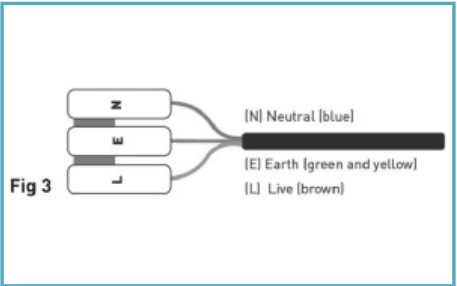 N
(N) Neutral (blue)
E
(E) Earth (green and yellow)
Fig 3
L
(L) Live (brown)